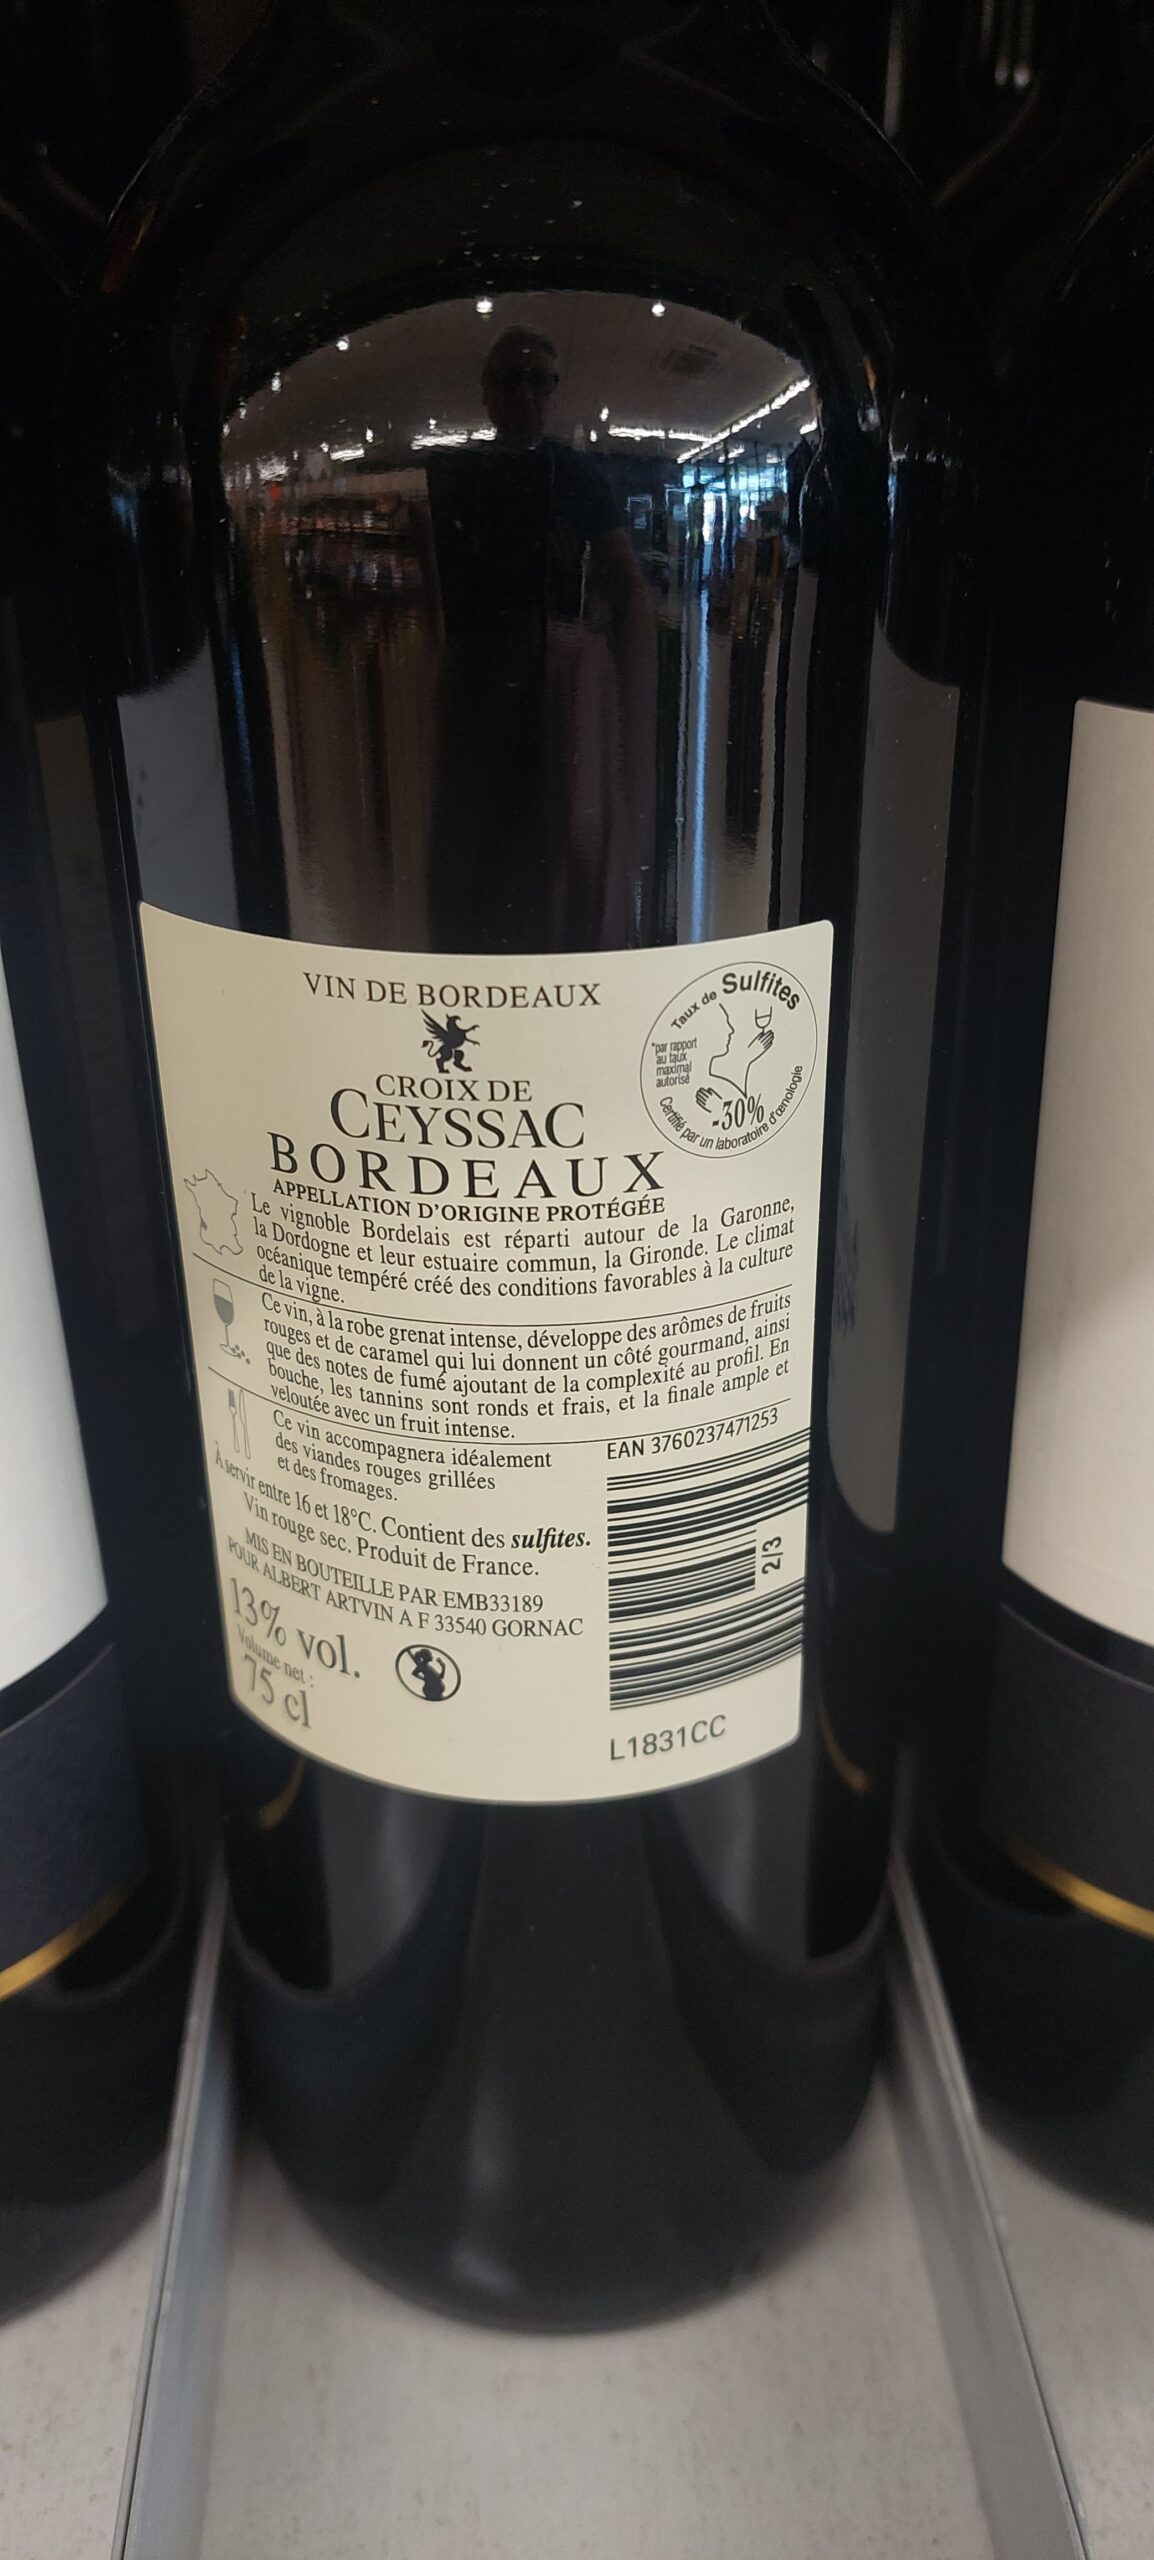 VIN DE BORDEAUX
Taux de Sulfites
*par rapport
au taux
maximal
autorisé
-30%
Certifié par un laboratoire d'œnologie
CROIX DE
CEYSSAC
BORDEAUX
APPELLATION D'ORIGINE PROTÉGÉE
Le vignoble Bordelais est réparti autour de la Garonne,
la Dordogne et leur estuaire commun, la Gironde. Le climat
océanique tempéré créé des conditions favorables à la culture
de la vigne.
Ce vin, à la robe grenat intense, développe des arômes de fruits
rouges et de caramel qui lui donnent un côté gourmand, ainsi
que des notes de fumé ajoutant de la complexité au profil. En
bouche, les tannins sont ronds et frais, et la finale ample et
veloutée avec un fruit intense.
Ce vin accompagnera idéalement
des viandes rouges grillées
et des fromages.
À servir entre 16 et 18°C. Contient des sulfites.
Vin rouge sec. Produit de France.
MIS EN BOUTEILLE PAR EMB33189
POUR ALBERT ARTVIN A F 33540 GORNAC
13% vol.
Volume net :
75 cl
EAN 3760237471253
2/3
L1831CC